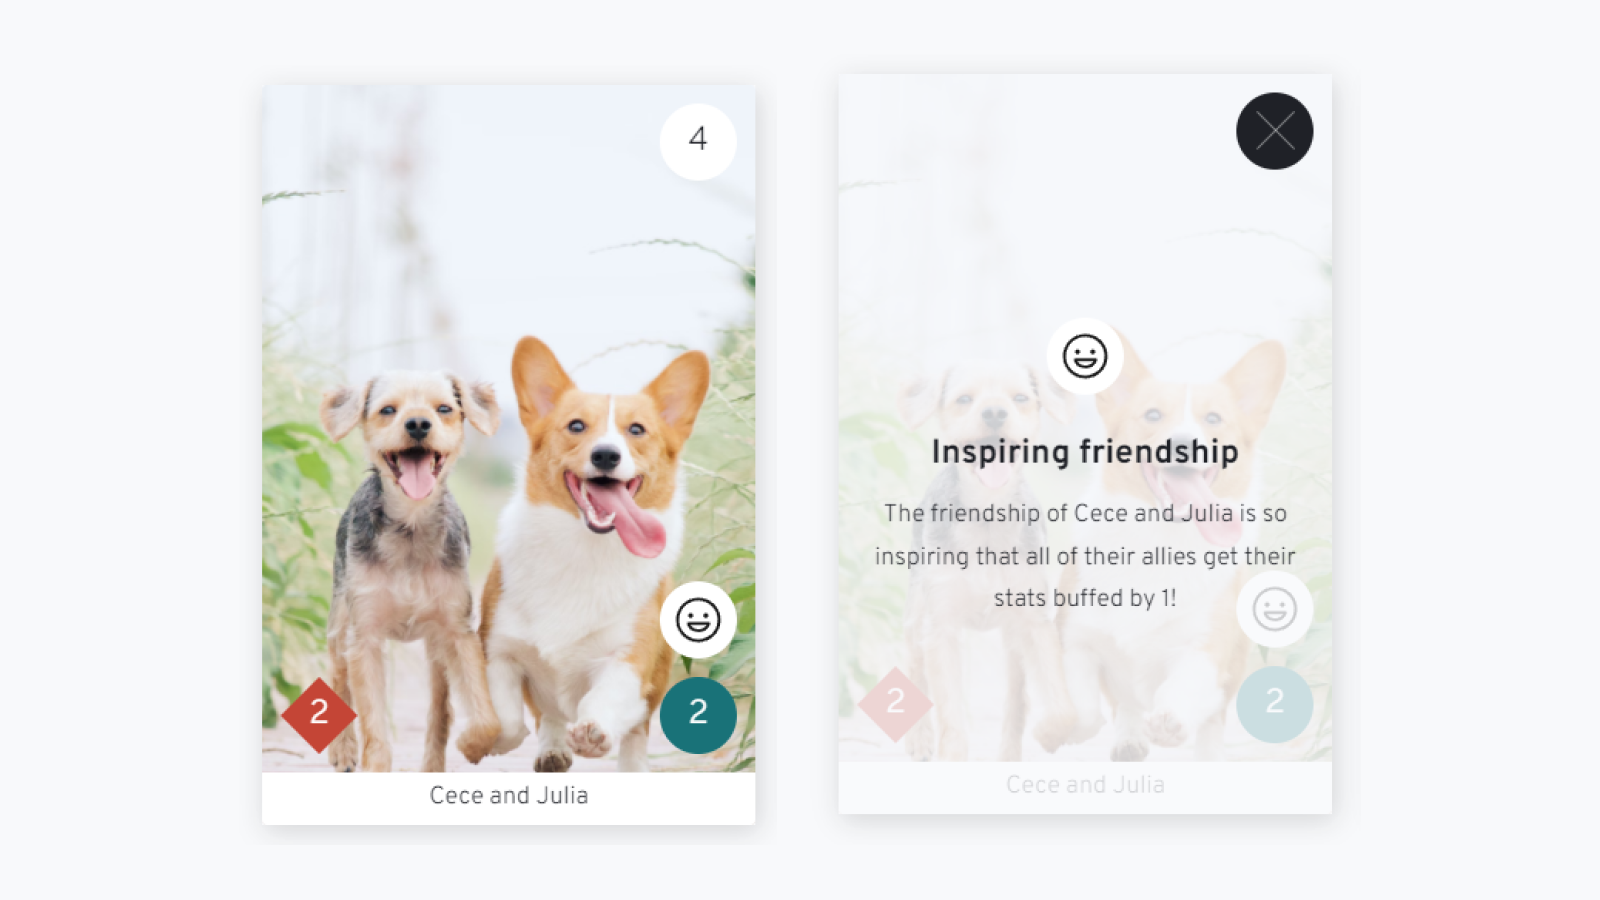 4
2
2
Cece and Julia
Inspiring friendship
The friendship of Cece and Julia is so
inspiring that all of their allies get their
stats buffed by 1!
2
2
Cece and Julia